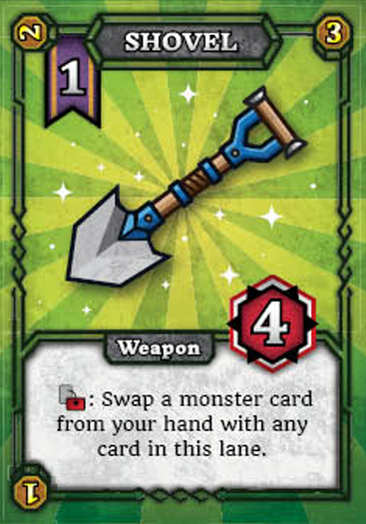 2 SHOVEL 3
1
4
Weapon
: Swap a monster card
from your hand with any
card in this lane.
1